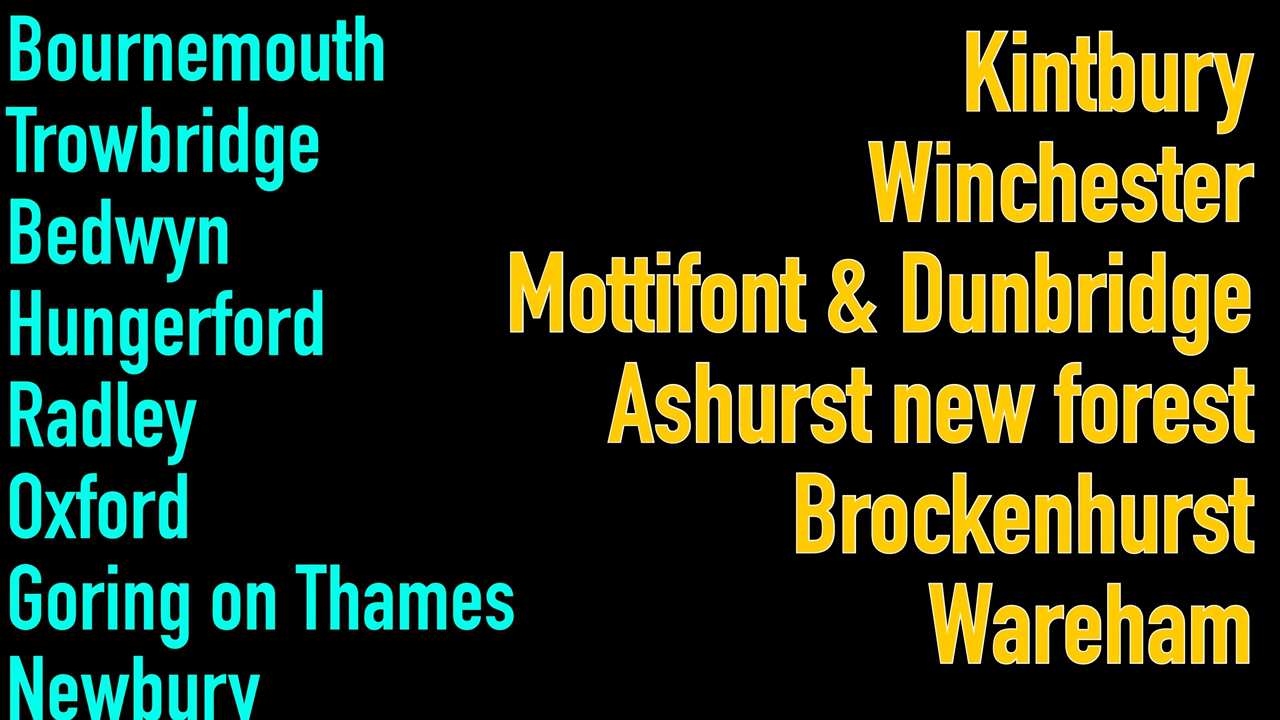 Bournemouth
Trowbridge
Bedwyn
Hungerford
Radley
Oxford
Goring on Thames
Newbury
Kintbury
Winchester
Mottifont & Dunbridge
Ashurst new forest
Brockenhurst
Wareham